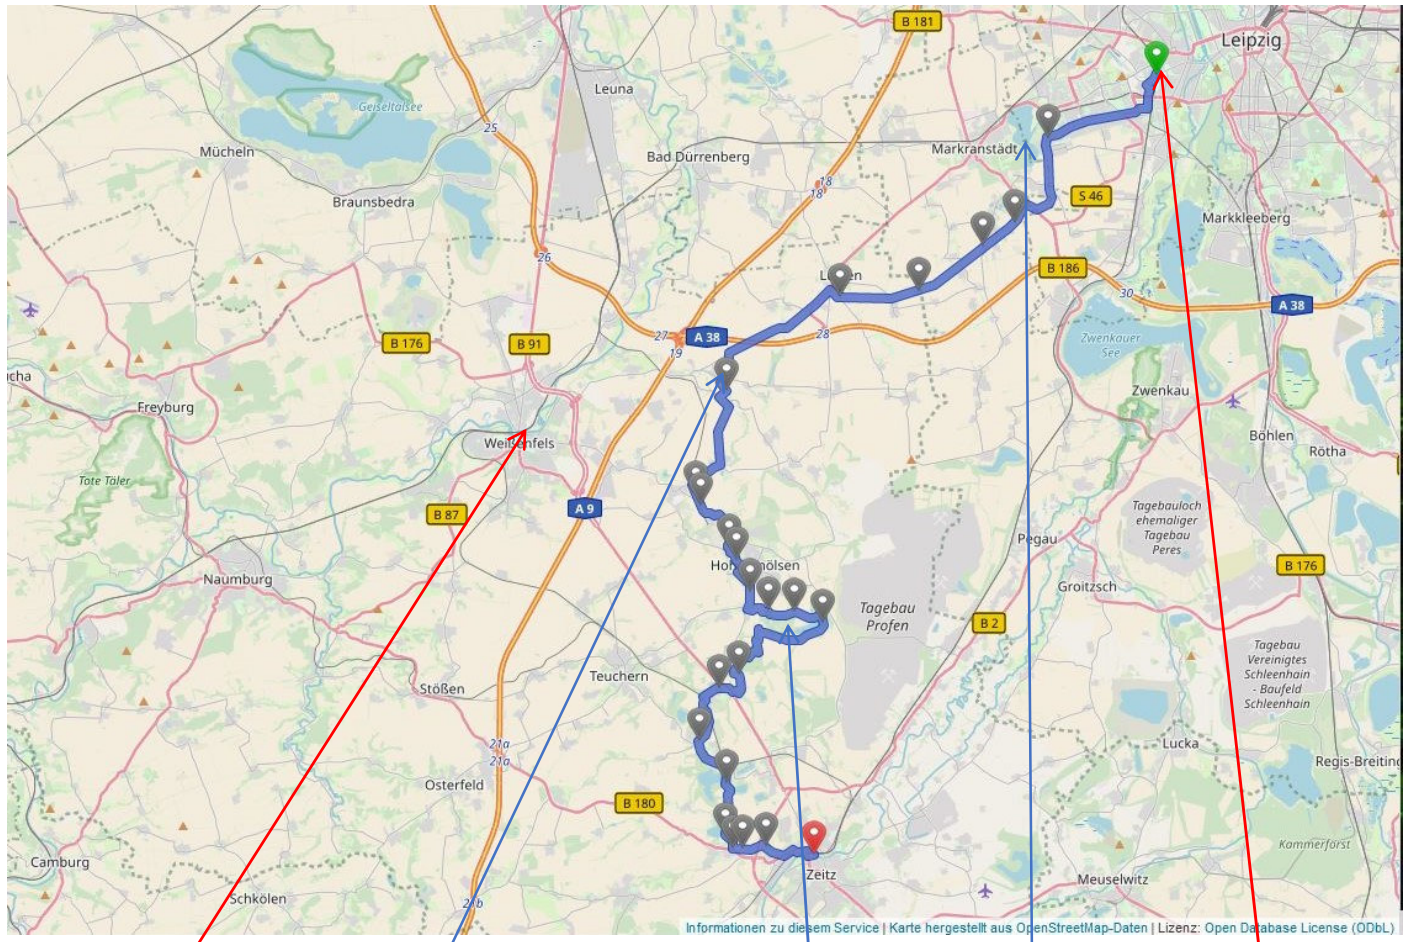 B 181
Leipzig
Geiseltalsee
Leuna
25
Mücheln
Bad Dürrenberg
Markranstädt
18
18
Braunsbedra
S 46
Markkleeberg
26
B 186
30
A 38
27
A 38
28
19
B 176
B 91
Zwenkauer
See
Zwenkau
Freyburg
Weißenfels
Böhlen
Rötha
Tote Täler
B 87
A 9
Tagebauloch
ehemaliger
Tagebau
Peres
Pegau
B 176
Naumburg
Groitzsch
Tagebau
Profen
B 2
Tagebau
Vereinigtes
Schleenhain
- Baufeld
Schleenhain
Teuchern
Stößen
21a
21a
Lucka
Regis-Breiting
Osterfeld
B 180
Kammerforst
Camburg
Zeitz
Meuselwitz
Schkölen
21b
Informationen zu diesem Service | Karte hergestellt aus OpenStreetMap-Daten | Lizenz: Open Database License (ODbL)